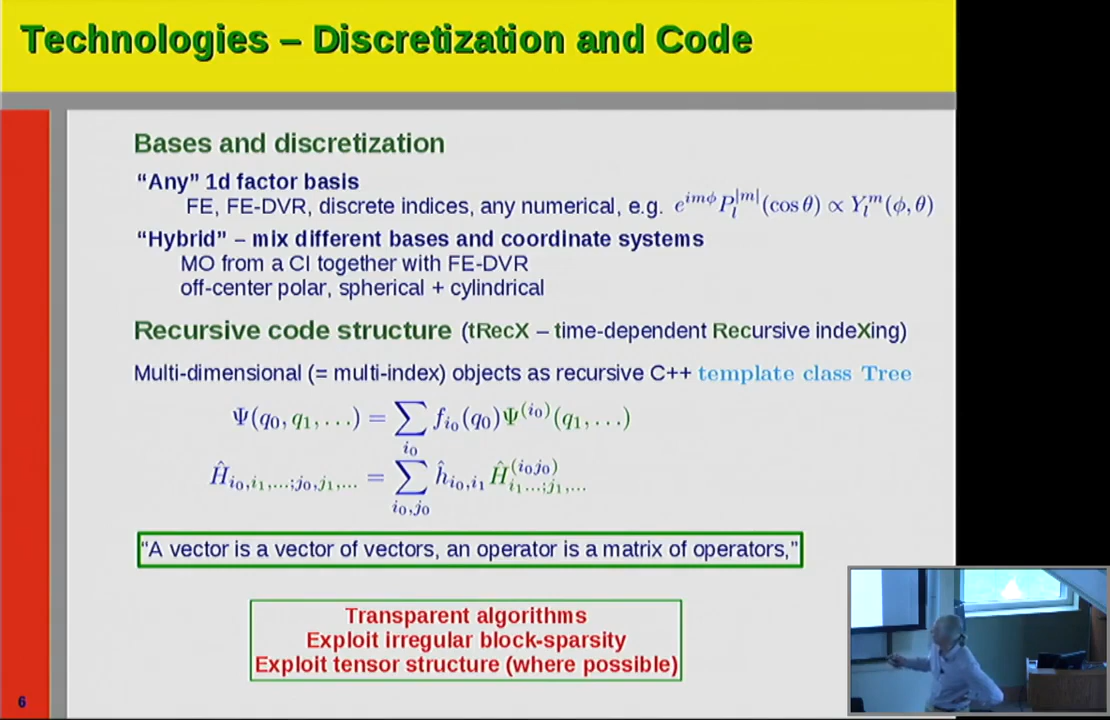 Technologies – Discretization and Code
Bases and discretization
“Any” 1d factor basis
FE, FE-DVR, discrete indices, any numerical, e.g. e^{imϕ}P_l^{|m|}(cos θ) ∝ Y_l^m(ϕ, θ)
“Hybrid” – mix different bases and coordinate systems
MO from a CI together with FE-DVR
off-center polar, spherical + cylindrical
Recursive code structure (tRecX – time-dependent Recursive indeXing)
Multi-dimensional (= multi-index) objects as recursive C++ template class Tree
Ψ(q_0, q_1, . . .) = ∑_{i_0} f_{i_0}(q_0)Ψ^{(i_0)}(q_1, . . .)
Ĥ_{i_0,i_1,...;j_0,j_1,...} = ∑_{i_0,j_0} ĥ_{i_0,i_1} Ĥ^{(i_0j_0)}_{i_1...;j_1,...}
“A vector is a vector of vectors, an operator is a matrix of operators,”
Transparent algorithms
Exploit irregular block-sparsity
Exploit tensor structure (where possible)
6